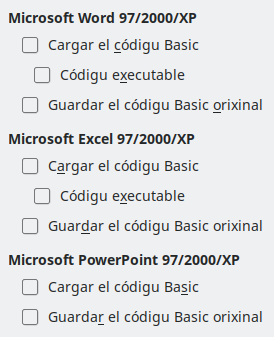 Microsoft Word 97/2000/XP
Cargar el códigu Basic
Códigu executable
Guardar el códigu Basic orixinal
Microsoft Excel 97/2000/XP
Cargar el códigu Basic
Códigu executable
Guardar el códigu Basic orixinal
Microsoft PowerPoint 97/2000/XP
Cargar el códigu Basic
Guardar el códigu Basic orixinal